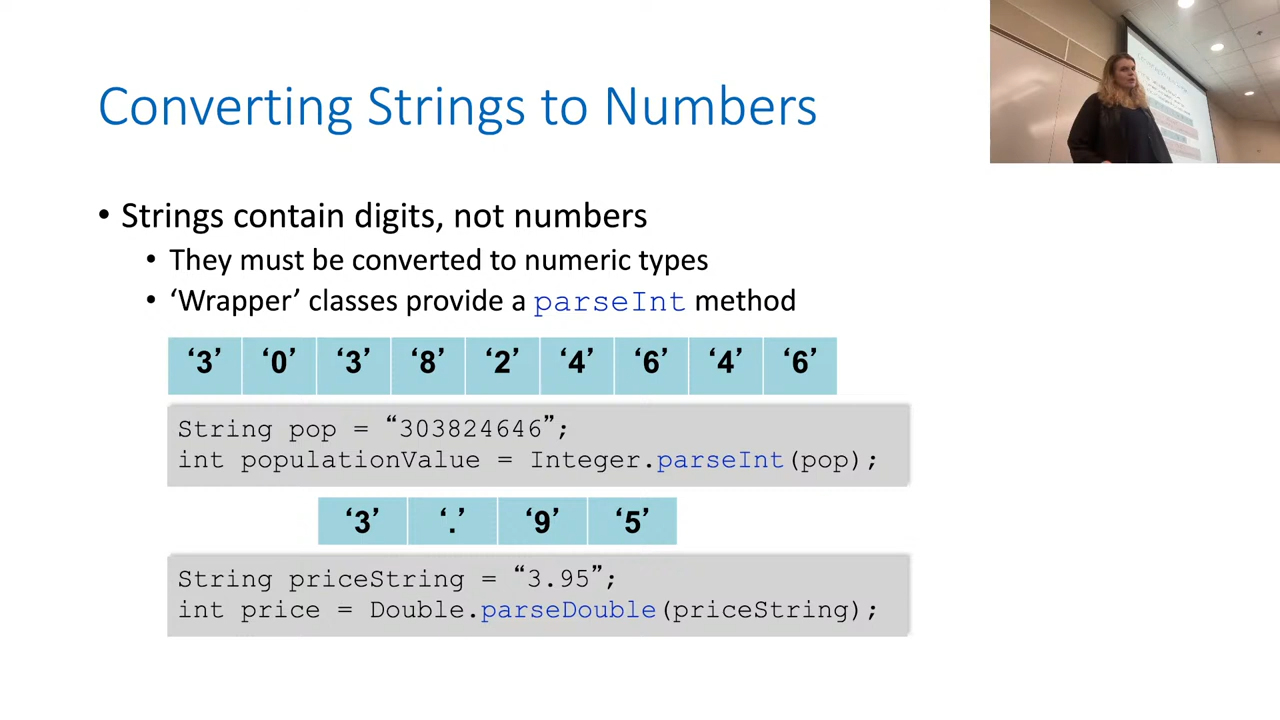 Converting Strings to Numbers
• Strings contain digits, not numbers
• They must be converted to numeric types
• ‘Wrapper’ classes provide a parseInt method
‘3’ ‘0’ ‘3’ ‘8’ ‘2’ ‘4’ ‘6’ ‘4’ ‘6’
String pop = “303824646”;
int populationValue = Integer.parseInt(pop);
‘3’ ‘.’ ‘9’ ‘5’
String priceString = “3.95”;
int price = Double.parseDouble(priceString);